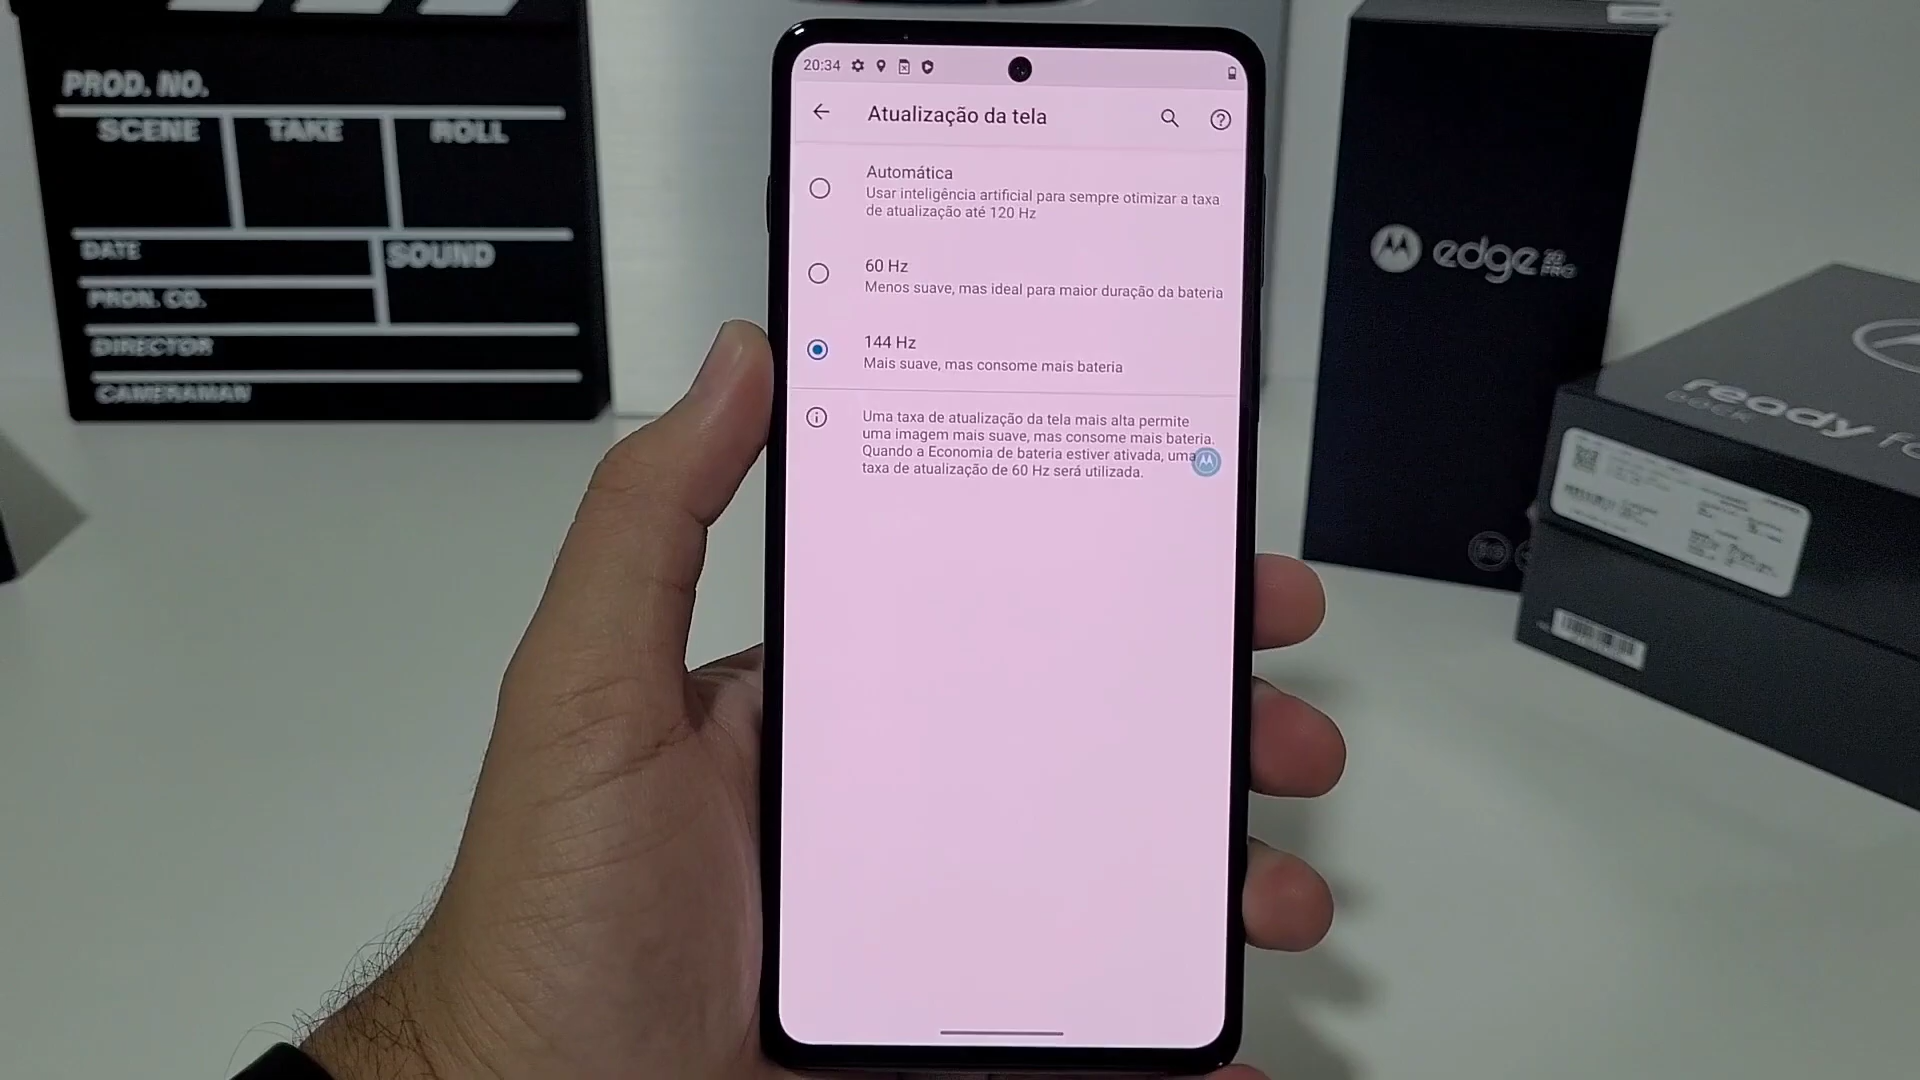 PROD. NO.
SCENE
TAKE
ROLL
DATE
SOUND
PROD. CO.
DIRECTOR
CAMERAMAN
20:34
Atualização da tela
Automática
Usar inteligência artificial para sempre otimizar a taxa
de atualização até 120 Hz
60 Hz
Menos suave, mas ideal para maior duração da bateria
144 Hz
Mais suave, mas consome mais bateria
Uma taxa de atualização da tela mais alta permite
uma imagem mais suave, mas consome mais bateria.
Quando a Economia de bateria estiver ativada, uma
taxa de atualização de 60 Hz será utilizada.
edge 20
PRO
ready
DOCK